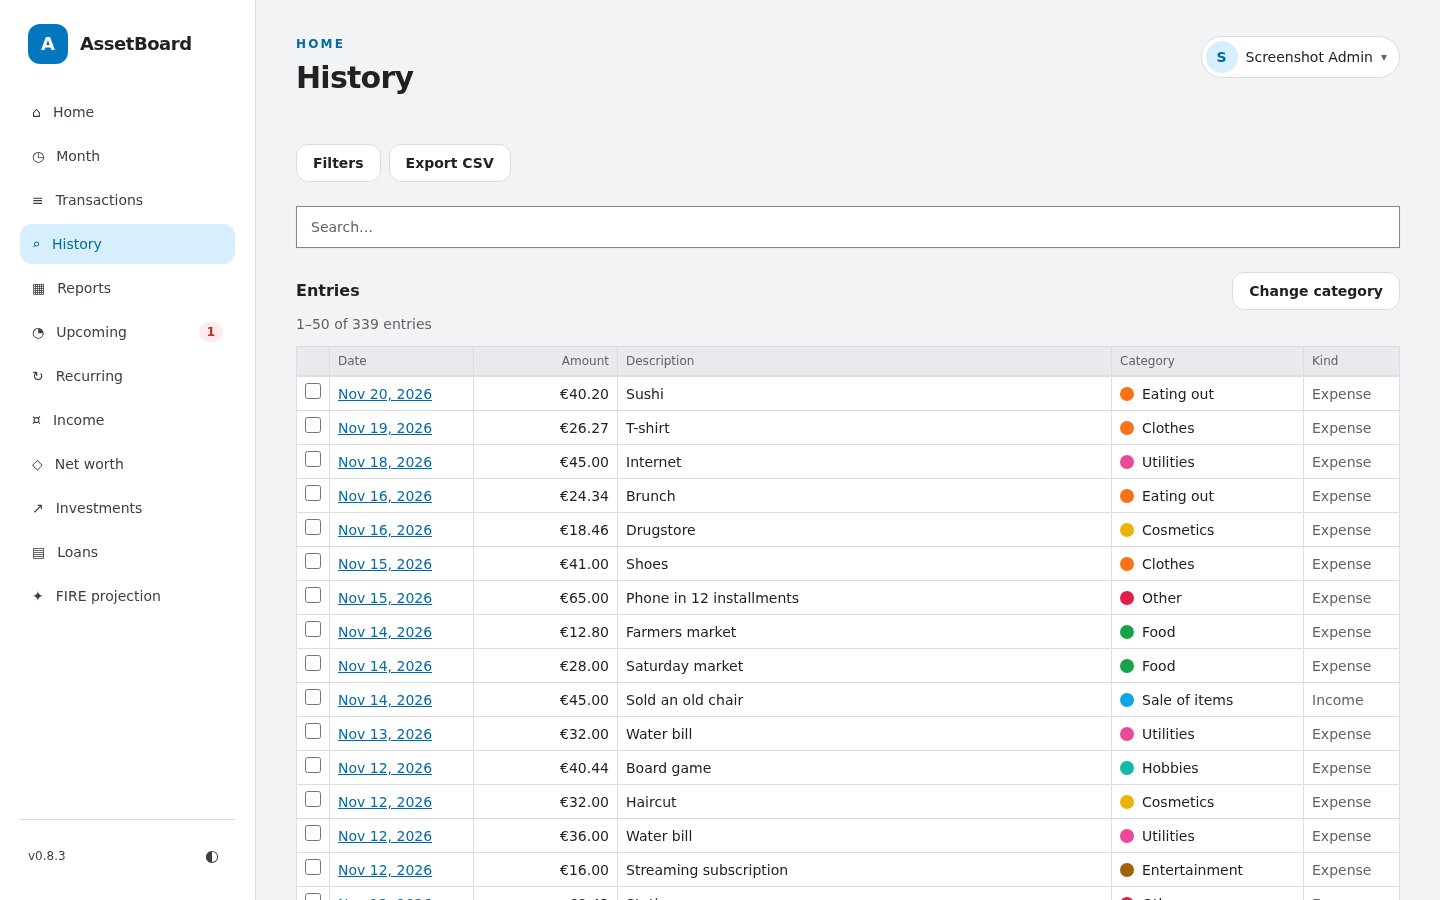 A AssetBoard
Home
Month
Transactions
History
Reports
Upcoming 1
Recurring
Income
Net worth
Investments
Loans
FIRE projection
v0.8.3
HOME
History
S Screenshot Admin
Filters
Export CSV
Search...
Entries
Change category
1–50 of 339 entries
Date Amount Description Category Kind
Nov 20, 2026 €40.20 Sushi Eating out Expense
Nov 19, 2026 €26.27 T-shirt Clothes Expense
Nov 18, 2026 €45.00 Internet Utilities Expense
Nov 16, 2026 €24.34 Brunch Eating out Expense
Nov 16, 2026 €18.46 Drugstore Cosmetics Expense
Nov 15, 2026 €41.00 Shoes Clothes Expense
Nov 15, 2026 €65.00 Phone in 12 installments Other Expense
Nov 14, 2026 €12.80 Farmers market Food Expense
Nov 14, 2026 €28.00 Saturday market Food Expense
Nov 14, 2026 €45.00 Sold an old chair Sale of items Income
Nov 13, 2026 €32.00 Water bill Utilities Expense
Nov 12, 2026 €40.44 Board game Hobbies Expense
Nov 12, 2026 €32.00 Haircut Cosmetics Expense
Nov 12, 2026 €36.00 Water bill Utilities Expense
Nov 12, 2026 €16.00 Streaming subscription Entertainment Expense